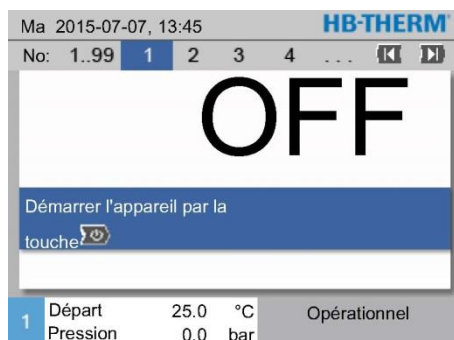 Ma 2015-07-07, 13:45 HB-THERM®
No: 1..99 1 2 3 4 ...
OFF
Démarrer l'appareil par la
touche
1 Départ 25.0 °C Opérationnel
Pression 0.0 bar